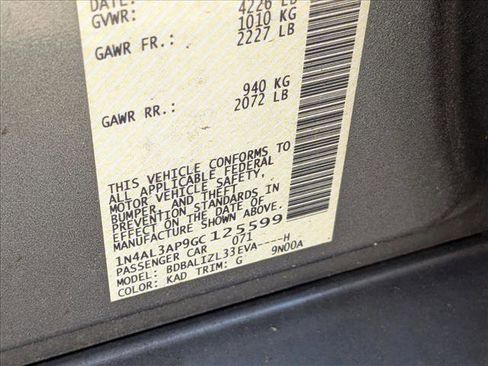 DATE: 4226 LB
GVWR: 1010 KG
GAWR FR.: 2227 LB
940 KG
GAWR RR.: 2072 LB
THIS VEHICLE CONFORMS TO
ALL APPLICABLE FEDERAL
MOTOR VEHICLE SAFETY,
BUMPER, AND THEFT
PREVENTION STANDARDS IN
EFFECT ON THE DATE OF
MANUFACTURE SHOWN ABOVE.
1N4AL3AP9GC 125599
PASSENGER CAR 071
MODEL: BDBALIZL33EVA----H
COLOR: KAD TRIM: G 9N00A